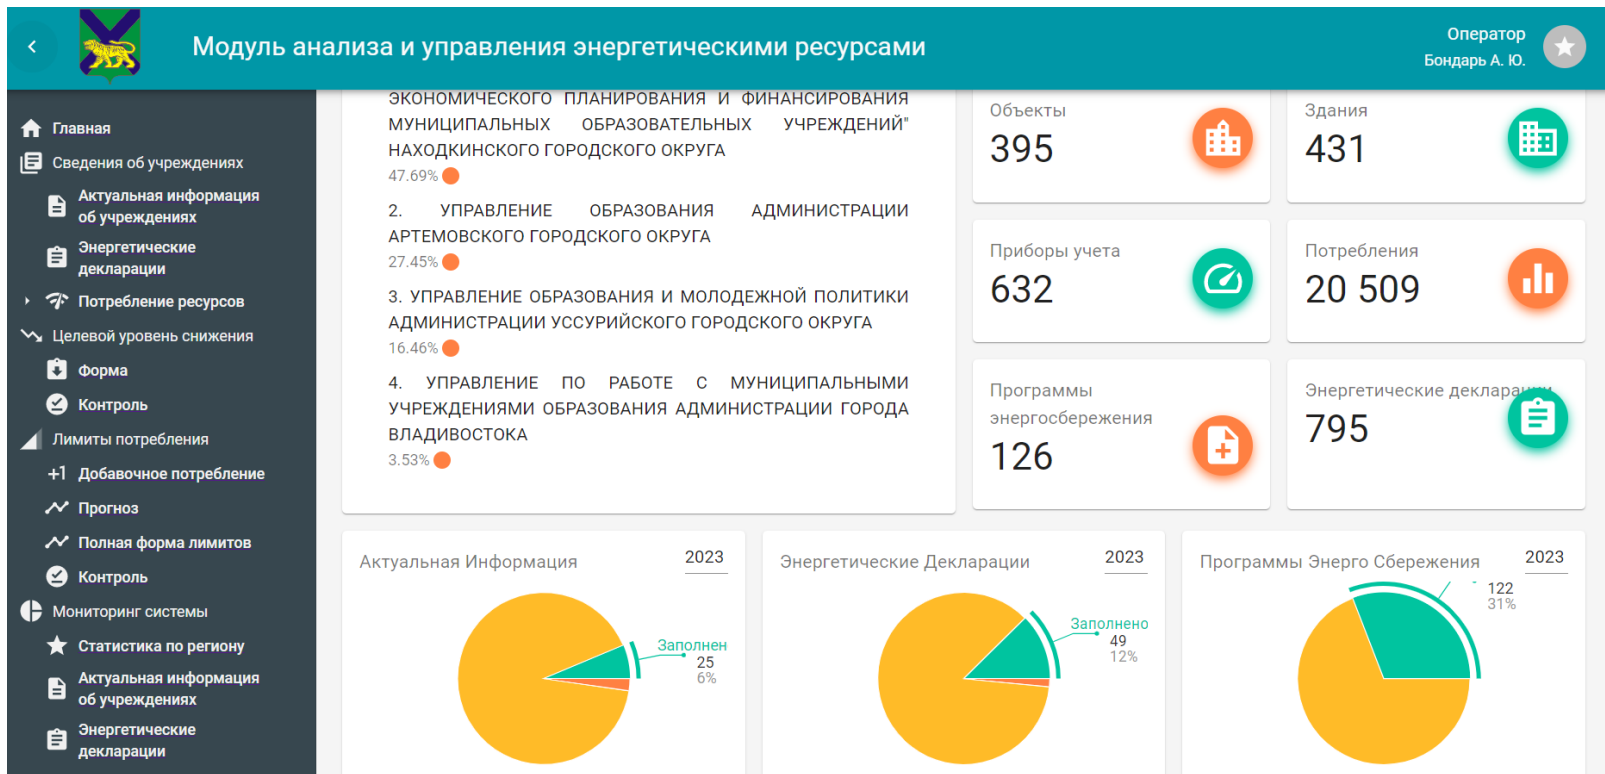 Модуль анализа и управления энергетическими ресурсами
Оператор
Бондарь А. Ю.
Главная
Сведения об учреждениях
Актуальная информация
об учреждениях
Энергетические
декларации
Потребление ресурсов
Целевой уровень снижения
Форма
Контроль
Лимиты потребления
+1 Добавочное потребление
Прогноз
Полная форма лимитов
Контроль
Мониторинг системы
Статистика по региону
Актуальная информация
об учреждениях
Энергетические
декларации
ЭКОНОМИЧЕСКОГО ПЛАНИРОВАНИЯ И ФИНАНСИРОВАНИЯ
МУНИЦИПАЛЬНЫХ ОБРАЗОВАТЕЛЬНЫХ УЧРЕЖДЕНИЙ"
НАХОДКИНСКОГО ГОРОДСКОГО ОКРУГА
47.69%
2. УПРАВЛЕНИЕ ОБРАЗОВАНИЯ АДМИНИСТРАЦИИ
АРТЕМОВСКОГО ГОРОДСКОГО ОКРУГА
27.45%
3. УПРАВЛЕНИЕ ОБРАЗОВАНИЯ И МОЛОДЕЖНОЙ ПОЛИТИКИ
АДМИНИСТРАЦИИ УССУРИЙСКОГО ГОРОДСКОГО ОКРУГА
16.46%
4. УПРАВЛЕНИЕ ПО РАБОТЕ С МУНИЦИПАЛЬНЫМИ
УЧРЕЖДЕНИЯМИ ОБРАЗОВАНИЯ АДМИНИСТРАЦИИ ГОРОДА
ВЛАДИВОСТОКА
3.53%
Объекты
395
Здания
431
Приборы учета
632
Потребления
20 509
Программы
энергосбережения
126
Энергетические декларации
795
Актуальная Информация
2023
Заполнен
25
6%
Энергетические Декларации
2023
Заполнено
49
12%
Программы Энерго Сбережения
2023
122
31%